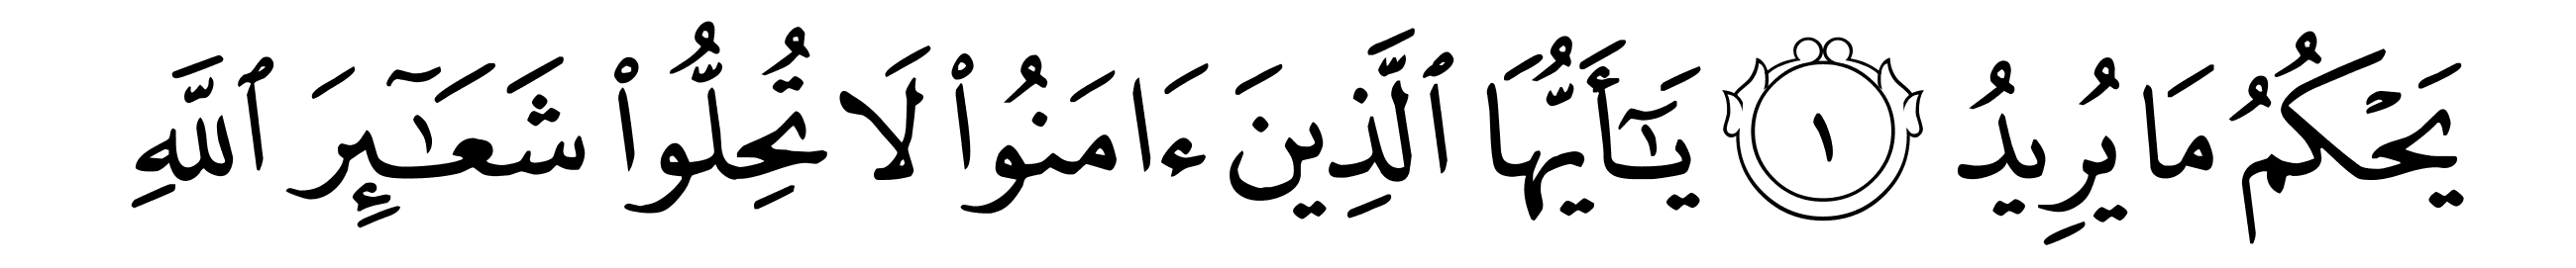 يَحْكُمُ مَا يُرِيدُ ١ يَـٰٓأَيُّهَا ٱلَّذِينَ ءَامَنُوا۟ لَا تُحِلُّوا۟ شَعَـٰٓئِرَ ٱللَّهِ